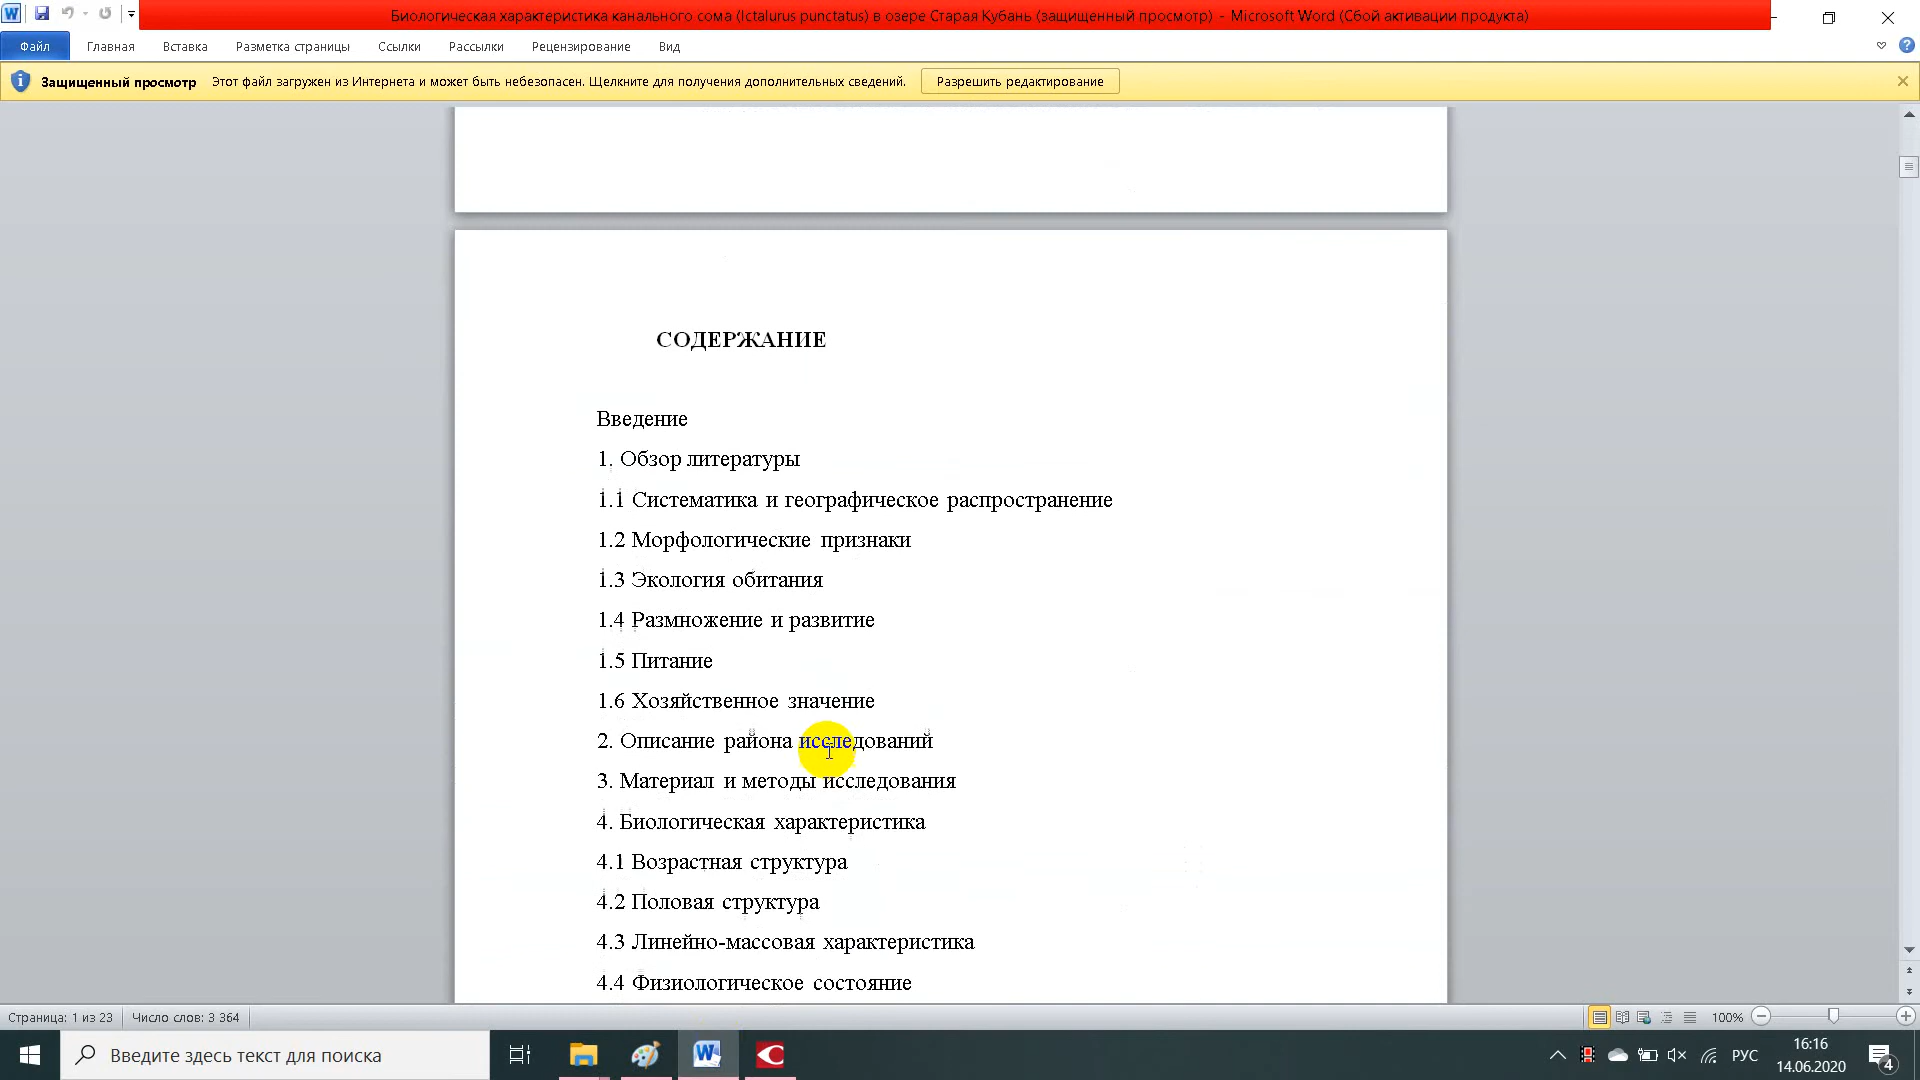 Биологическая характеристика канального сома (Ictalurus punctatus) в озере Старая Кубань (защищенный просмотр) - Microsoft Word (Сбой активации продукта)
Файл Главная Вставка Разметка страницы Ссылки Рассылки Рецензирование Вид
Защищенный просмотр Этот файл загружен из Интернета и может быть небезопасен. Щелкните для получения дополнительных сведений. Разрешить редактирование
СОДЕРЖАНИЕ
Введение
1. Обзор литературы
1.1 Систематика и географическое распространение
1.2 Морфологические признаки
1.3 Экология обитания
1.4 Размножение и развитие
1.5 Питание
1.6 Хозяйственное значение
2. Описание района исследований
3. Материал и методы исследования
4. Биологическая характеристика
4.1 Возрастная структура
4.2 Половая структура
4.3 Линейно-массовая характеристика
4.4 Физиологическое состояние
Страница: 1 из 23 Число слов: 3 364 100%
Введите здесь текст для поиска
РУС
16:16
14.06.2020
4